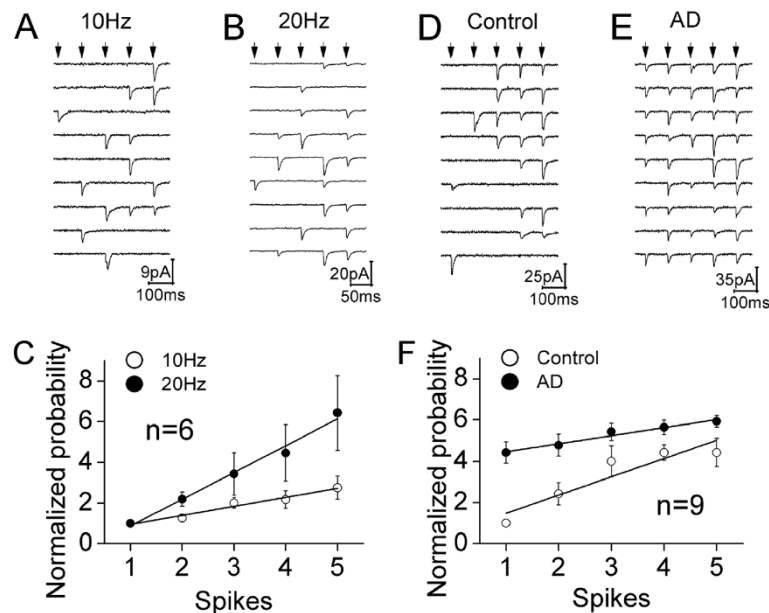 A
10Hz
9pA
100ms
B
20Hz
20pA
50ms
D
Control
25pA
100ms
E
AD
35pA
100ms
C
Normalized probability
8
6
4
2
0
10Hz
20Hz
n=6
1 2 3 4 5
Spikes
F
Normalized probability
8
6
4
2
0
Control
AD
n=9
1 2 3 4 5
Spikes